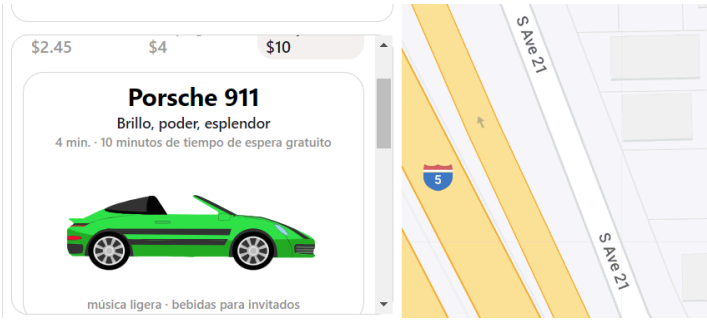 $2.45
$4
$10
Porsche 911
Brillo, poder, esplendor
4 min. · 10 minutos de tiempo de espera gratuito
música ligera · bebidas para invitados
S Ave 21
5
S Ave 21